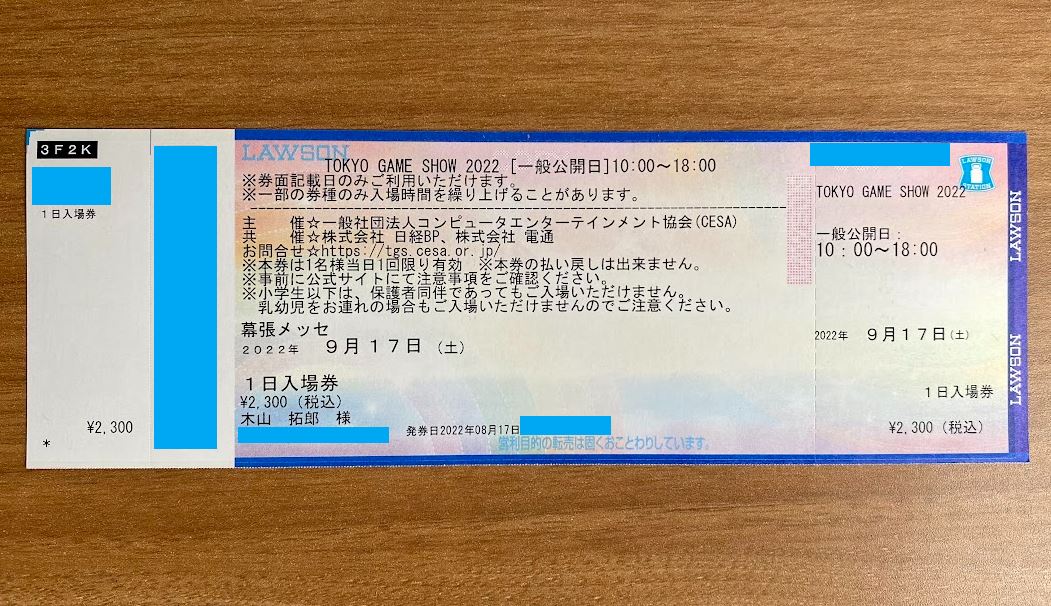 3F2K
1日入場券
¥2,300
*
LAWSON
TOKYO GAME SHOW 2022 [一般公開日]10:00～18:00
※券面記載日のみご利用いただけます。
※一部の券種のみ入場時間を繰り上げることがあります。
主　　催☆一般社団法人コンピュータエンターテインメント協会(CESA)
共　　催☆株式会社 日経BP、株式会社 電通
お問合せ☆https://tgs.cesa.or.jp/
※本券は1名様当日1回限り有効　※本券の払い戻しは出来ません。
※事前に公式サイトにて注意事項をご確認ください。
※小学生以下は、保護者同伴であってもご入場いただけません。
乳幼児をお連れの場合もご入場いただけませんのでご注意ください。
幕張メッセ
2022年　9月17日（土）
1日入場券
¥2,300（税込）
木山　拓郎 様
発券日2022年08月17日
営利目的の転売は固くおことわりしています。
LAWSON STATION
TOKYO GAME SHOW 2022
一般公開日：
10：00～18:00
2022年　9月17日（土）
1日入場券
¥2,300（税込）
LAWSON
LAWSON